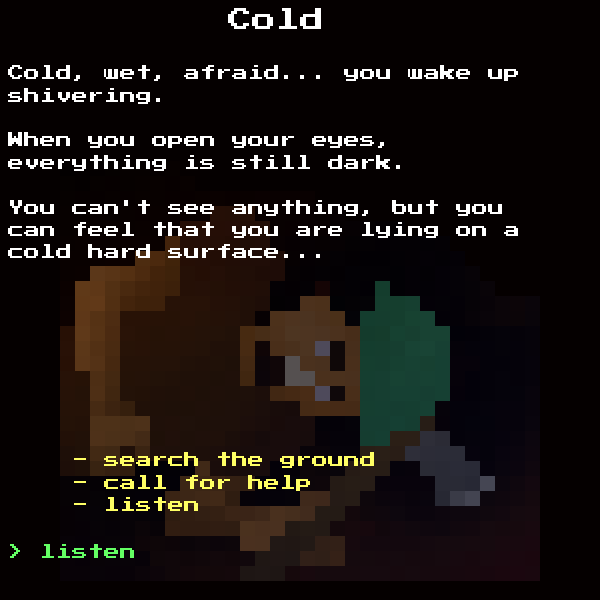 Cold
Cold, wet, afraid... you wake up
shivering.
When you open your eyes,
everything is still dark.
You can't see anything, but you
can feel that you are lying on a
cold hard surface...
- search the ground
- call for help
- listen
> listen